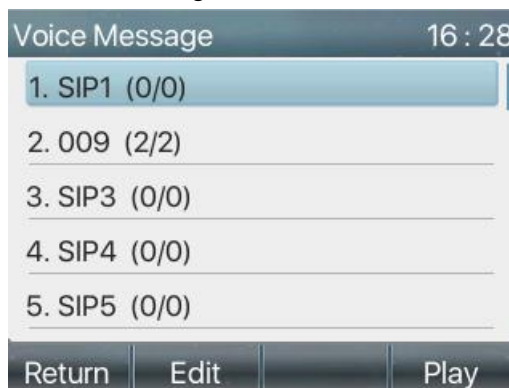 Voice Message 16:28
1. SIP1 (0/0)
2. 009 (2/2)
3. SIP3 (0/0)
4. SIP4 (0/0)
5. SIP5 (0/0)
Return Edit Play